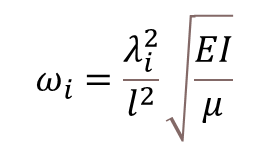 ωᵢ = λᵢ²/l² √(EI/μ)